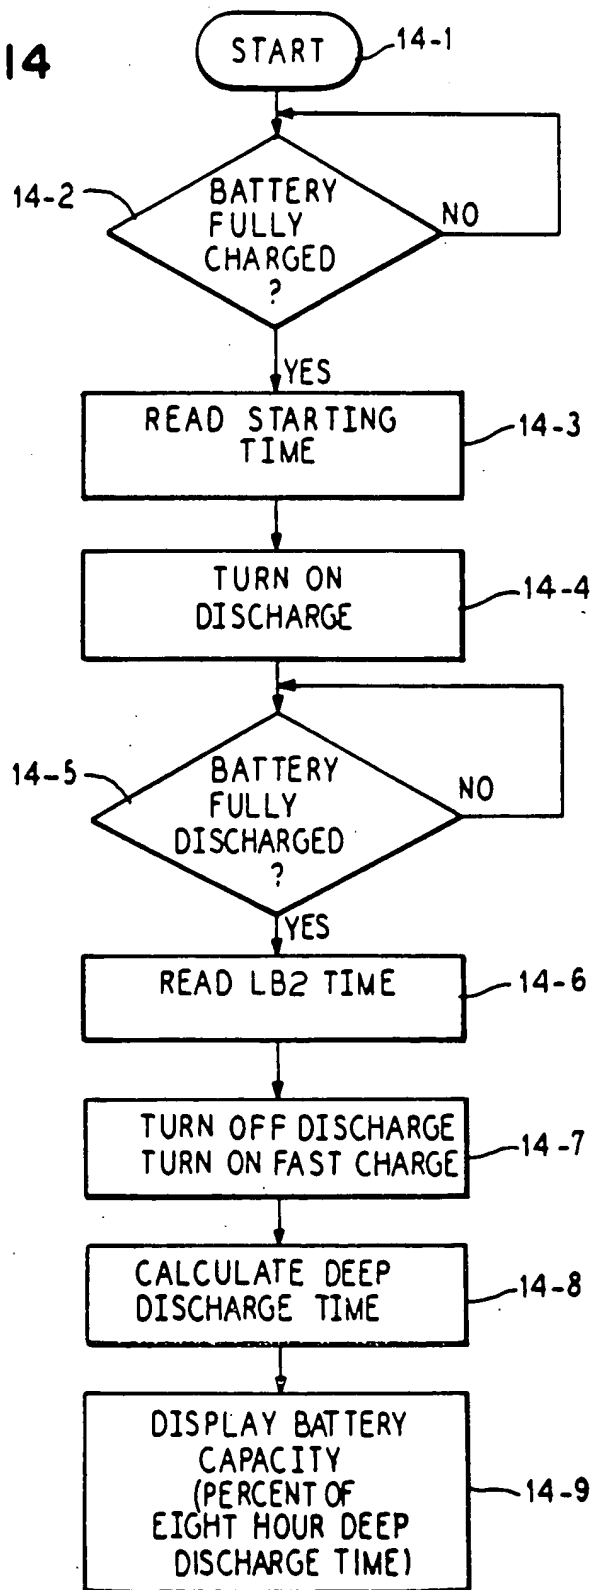 14
START
14-1
14-2
BATTERY
FULLY
CHARGED
?
NO
YES
READ STARTING
TIME
14-3
TURN ON
DISCHARGE
14-4
14-5
BATTERY
FULLY
DISCHARGED
?
NO
YES
READ LB2 TIME
14-6
TURN OFF DISCHARGE
TURN ON FAST CHARGE
14-7
CALCULATE DEEP
DISCHARGE TIME
14-8
DISPLAY BATTERY
CAPACITY
(PERCENT OF
EIGHT HOUR DEEP
DISCHARGE TIME)
14-9